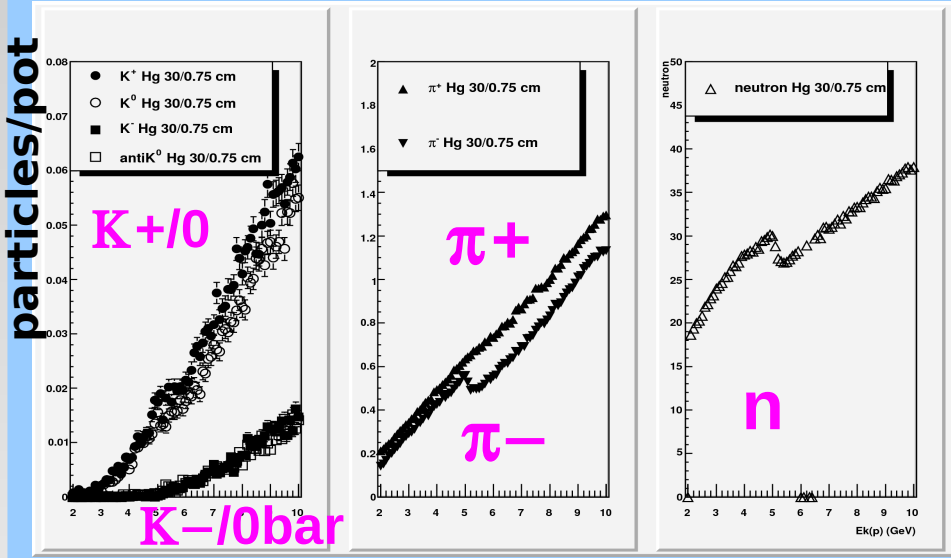 particles/pot
0.08
0.07
0.06
0.05
0.04
0.03
0.02
0.01
0
K+ Hg 30/0.75 cm
K0 Hg 30/0.75 cm
K- Hg 30/0.75 cm
antiK0 Hg 30/0.75 cm
K+/0
2 3 4 5 6 7 8 9 10
K–/0bar
2
1.8
1.6
1.4
1.2
1
0.8
0.6
0.4
0.2
0
π+ Hg 30/0.75 cm
π- Hg 30/0.75 cm
π+
π–
2 3 4 5 6 7 8 9 10
neutron
50
45
40
35
30
25
20
15
10
5
0
neutron Hg 30/0.75 cm
n
2 3 4 5 6 7 8 9 10
Ek(p) (GeV)